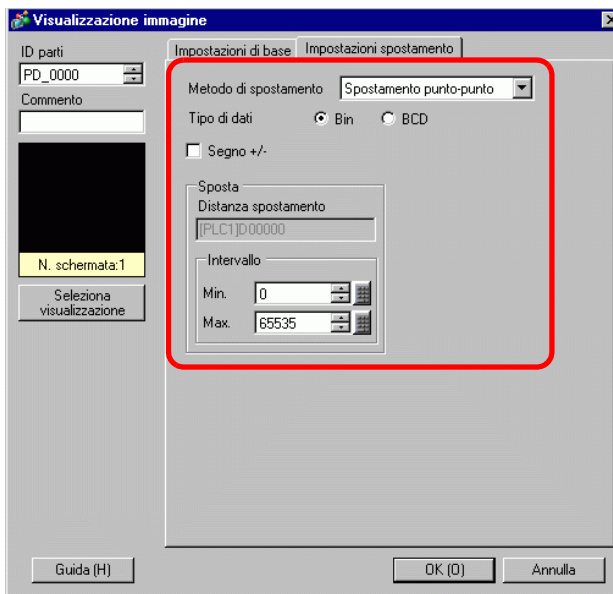 Visualizzazione immagine
ID parti
PD_0000
Commento
N. schermata:1
Seleziona
visualizzazione
Impostazioni di base
Impostazioni spostamento
Metodo di spostamento
Spostamento punto-punto
Tipo di dati
Bin
BCD
Segno +/-
Sposta
Distanza spostamento
[PLC1]D00000
Intervallo
Min.
0
Max.
65535
Guida (H)
OK (O)
Annulla